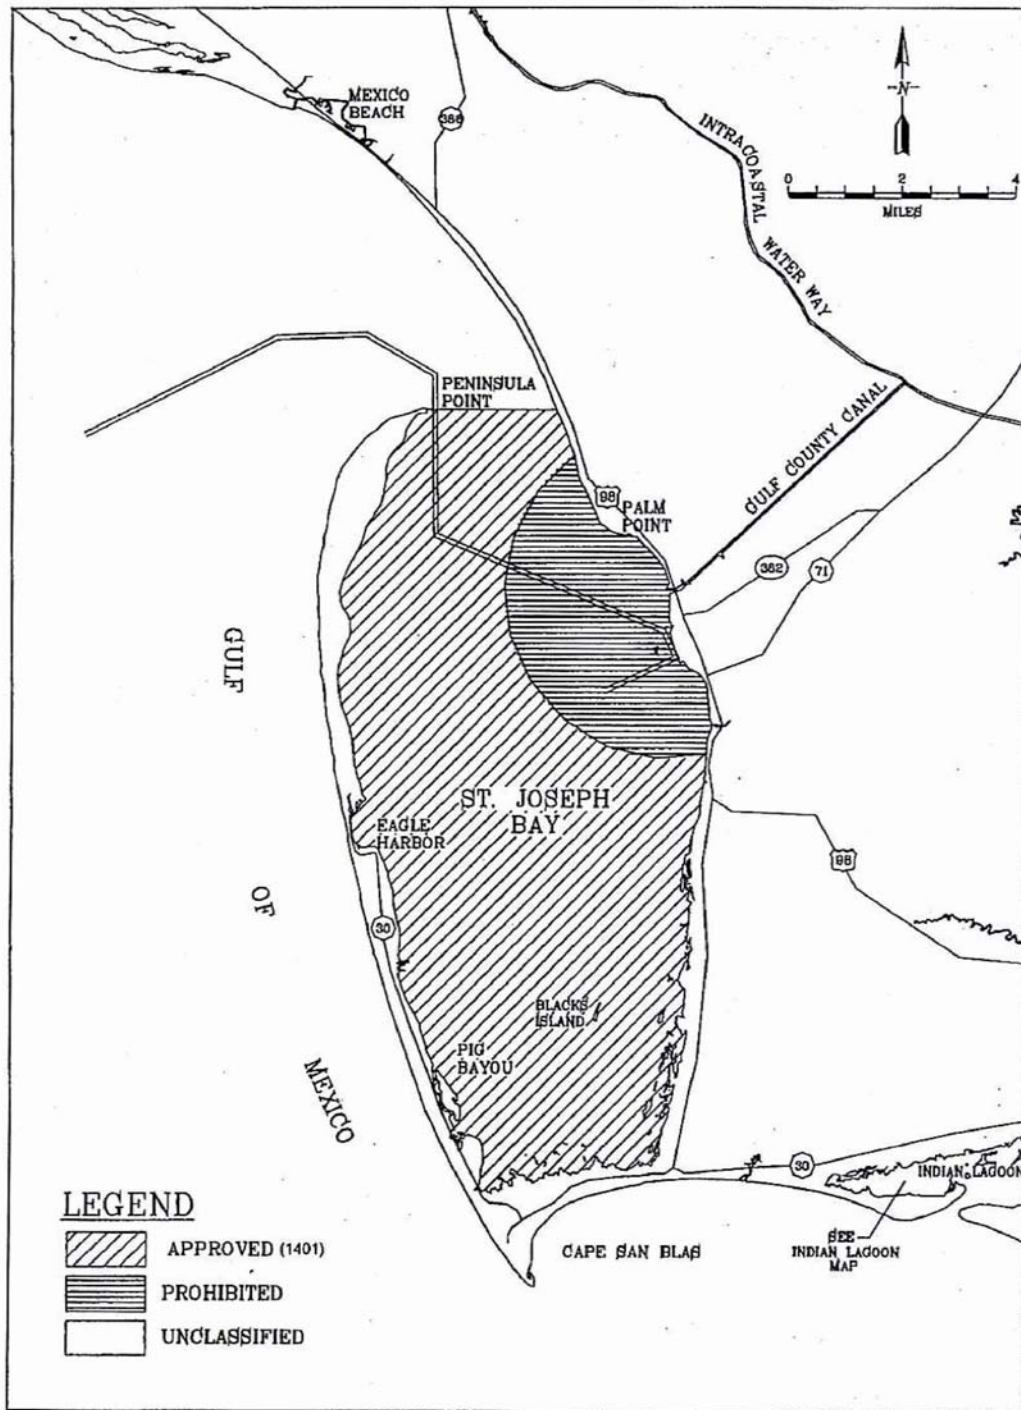 MEXICO
BEACH
386
N
0 2 4
MILES
INTRACOASTAL
WATER WAY
PENINSULA
POINT
GULF COUNTY CANAL
98
PALM
POINT
382
71
GULF
OF
MEXICO
ST. JOSEPH
BAY
EAGLE
HARBOR
98
30
BLACKS
ISLAND
PIG
BAYOU
30
INDIAN LAGOON
SEE
INDIAN LAGOON
MAP
CAPE SAN BLAS
LEGEND
APPROVED (1401)
PROHIBITED
UNCLASSIFIED